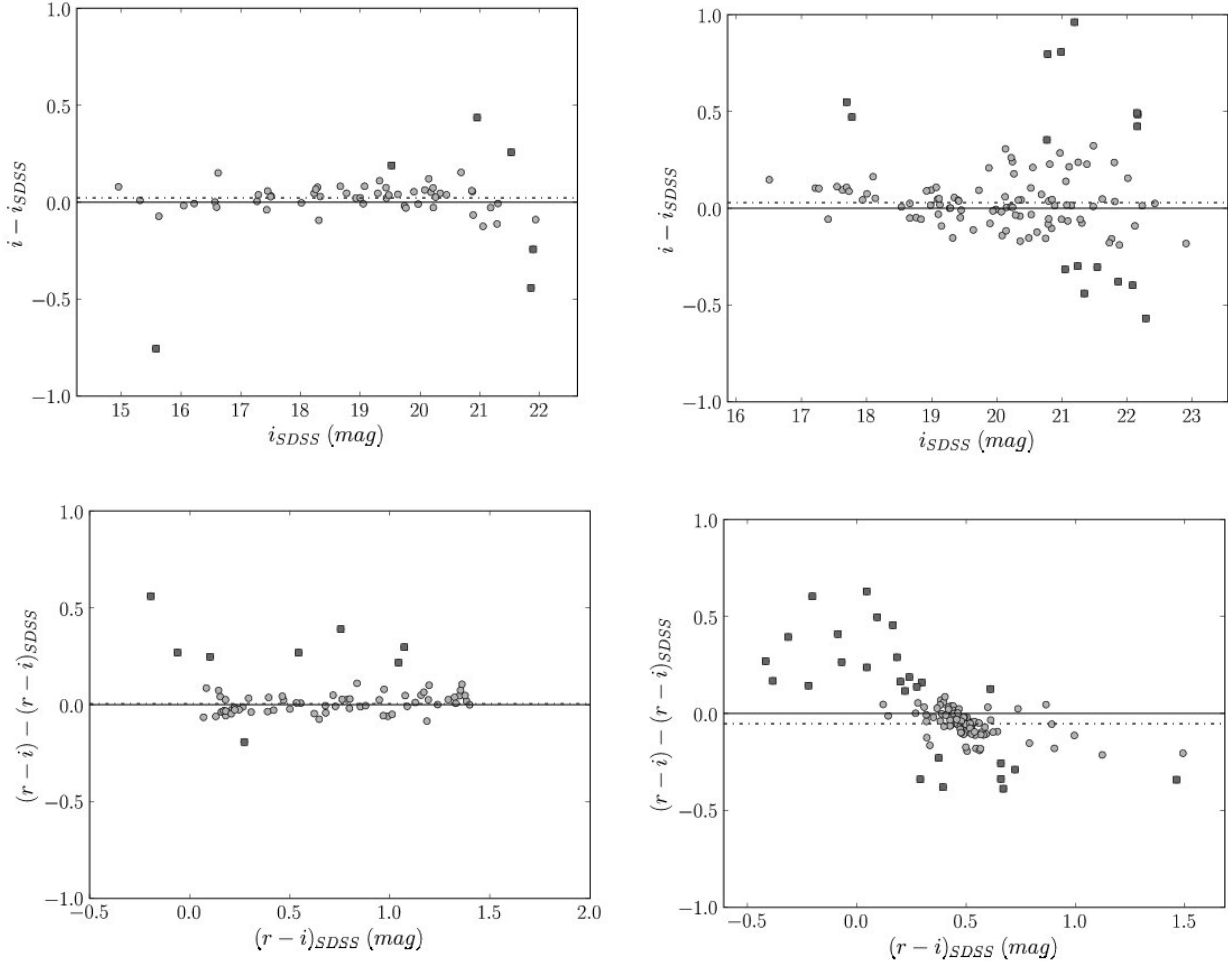 1.0
0.5
0.0
−0.5
−1.0
i − i_SDSS
15 16 17 18 19 20 21 22
i_SDSS (mag)
1.0
0.5
0.0
−0.5
−1.0
i − i_SDSS
16 17 18 19 20 21 22 23
i_SDSS (mag)
1.0
0.5
0.0
−0.5
−1.0
(r − i) − (r − i)_SDSS
−0.5 0.0 0.5 1.0 1.5 2.0
(r − i)_SDSS (mag)
1.0
0.5
0.0
−0.5
−1.0
(r − i) − (r − i)_SDSS
−0.5 0.0 0.5 1.0 1.5
(r − i)_SDSS (mag)